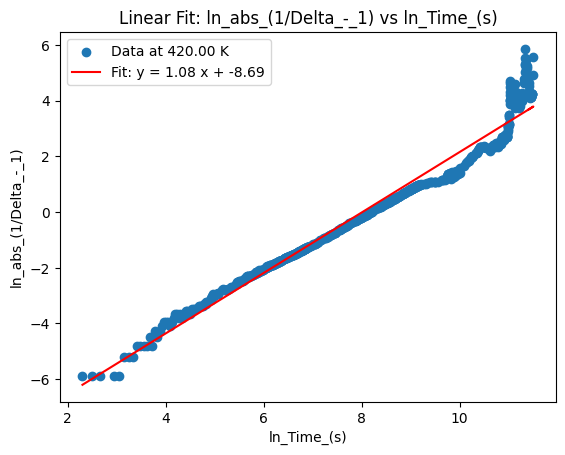 Linear Fit: ln_abs_(1/Delta_-_1) vs ln_Time_(s)
Data at 420.00 K
Fit: y = 1.08 x + -8.69
ln_abs_(1/Delta_-_1)
6
4
2
0
−2
−4
−6
2
4
6
8
10
ln_Time_(s)